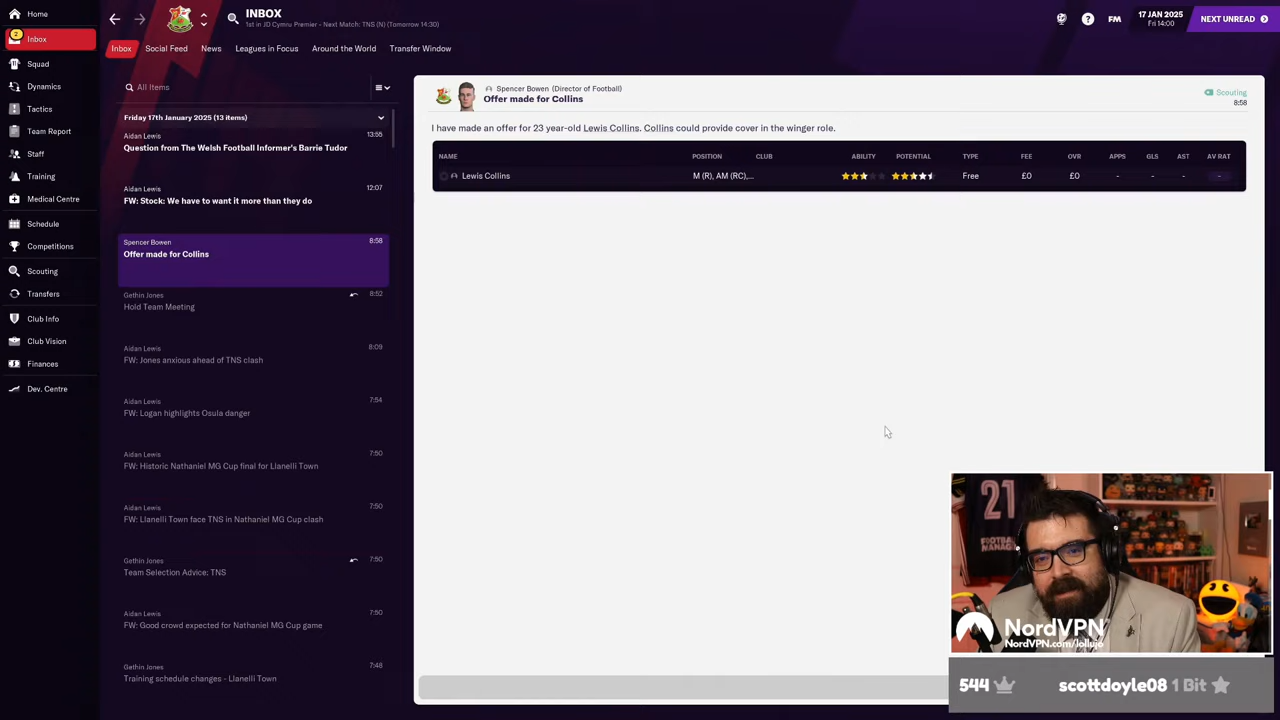 Home
Inbox
2
Squad
Dynamics
Tactics
Team Report
Staff
Training
Medical Centre
Schedule
Competitions
Scouting
Transfers
Club Info
Club Vision
Finances
Dev. Centre
INBOX
1st in JD Cymru Premier - Next Match: TNS (N) (Tomorrow 14:30)
FM
17 JAN 2025
Fri 14:00
NEXT UNREAD
Inbox Social Feed News Leagues in Focus Around the World Transfer Window
All Items
Friday 17th January 2025 (13 items)
Aidan Lewis 13:55
Question from The Welsh Football Informer's Barrie Tudor
Aidan Lewis 12:07
FW: Stock: We have to want it more than they do
Spencer Bowen 8:58
Offer made for Collins
Gethin Jones 8:52
Hold Team Meeting
Aidan Lewis 8:09
FW: Jones anxious ahead of TNS clash
Aidan Lewis 7:54
FW: Logan highlights Osula danger
Aidan Lewis 7:50
FW: Historic Nathaniel MG Cup final for Llanelli Town
Aidan Lewis 7:50
FW: Llanelli Town face TNS in Nathaniel MG Cup clash
Gethin Jones 7:50
Team Selection Advice: TNS
Aidan Lewis 7:50
FW: Good crowd expected for Nathaniel MG Cup game
Gethin Jones 7:48
Training schedule changes - Llanelli Town
Spencer Bowen (Director of Football)
Offer made for Collins
Scouting
8:58
I have made an offer for 23 year-old Lewis Collins. Collins could provide cover in the winger role.
NAME POSITION CLUB ABILITY POTENTIAL TYPE FEE OVR APPS GLS AST AV RAT
Lewis Collins M (R), AM (RC),... Free £0 £0 - - - -
21
NordVPN
NordVPN.com/lollujo
544 scottdoyle08 1 Bit